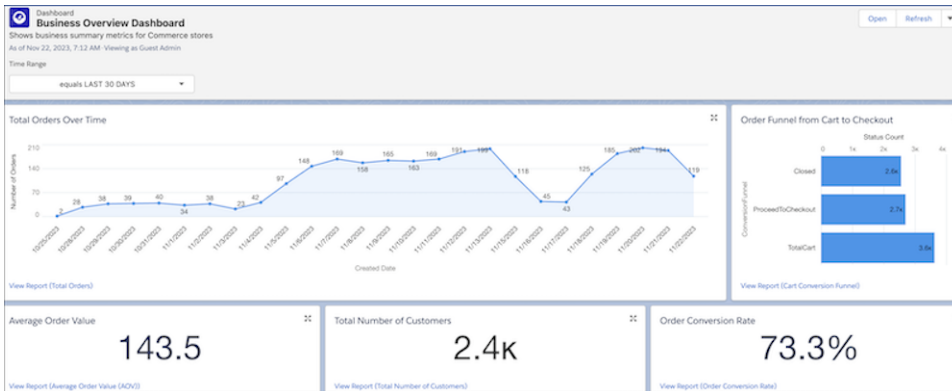 Dashboard
Business Overview Dashboard
Shows business summary metrics for Commerce stores
As of Nov 22, 2023, 7:12 AM·Viewing as Guest Admin
Open
Refresh
Time Range
equals LAST 30 DAYS
Total Orders Over Time
Number of Orders
210
140
70
0
2
28
38
39
40
34
38
23
42
97
148
169
158
165
163
169
191
118
45
43
125
185
202
194
119
10/25/2023
10/28/2023
10/29/2023
10/30/2023
10/31/2023
11/1/2023
11/2/2023
11/3/2023
11/4/2023
11/5/2023
11/6/2023
11/7/2023
11/8/2023
11/9/2023
11/10/2023
11/11/2023
11/12/2023
11/13/2023
11/15/2023
11/16/2023
11/17/2023
11/18/2023
11/19/2023
11/20/2023
11/21/2023
11/22/2023
Created Date
View Report (Total Orders)
Order Funnel from Cart to Checkout
Status Count
0 1k 2k 3k 4k
ConversionFunnel
Closed 2.6k
ProceedToCheckout 2.7k
TotalCart 3.6k
View Report (Cart Conversion Funnel)
Average Order Value
143.5
View Report (Average Order Value (AOV))
Total Number of Customers
2.4K
View Report (Total Number of Customers)
Order Conversion Rate
73.3%
View Report (Order Conversion Rate)